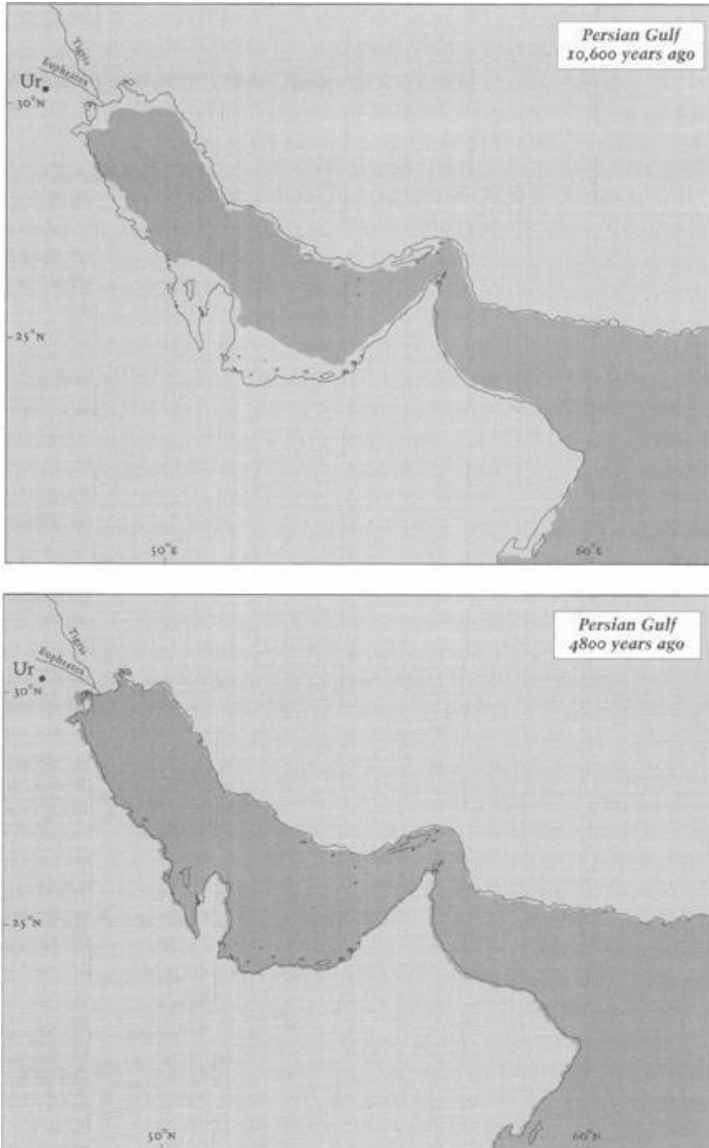 Persian Gulf
10,600 years ago
Tigris
Euphrates
Ur
30°N
25°N
50°E
60°E
Persian Gulf
4800 years ago
Tigris
Euphrates
Ur
30°N
25°N
50°N
60°N